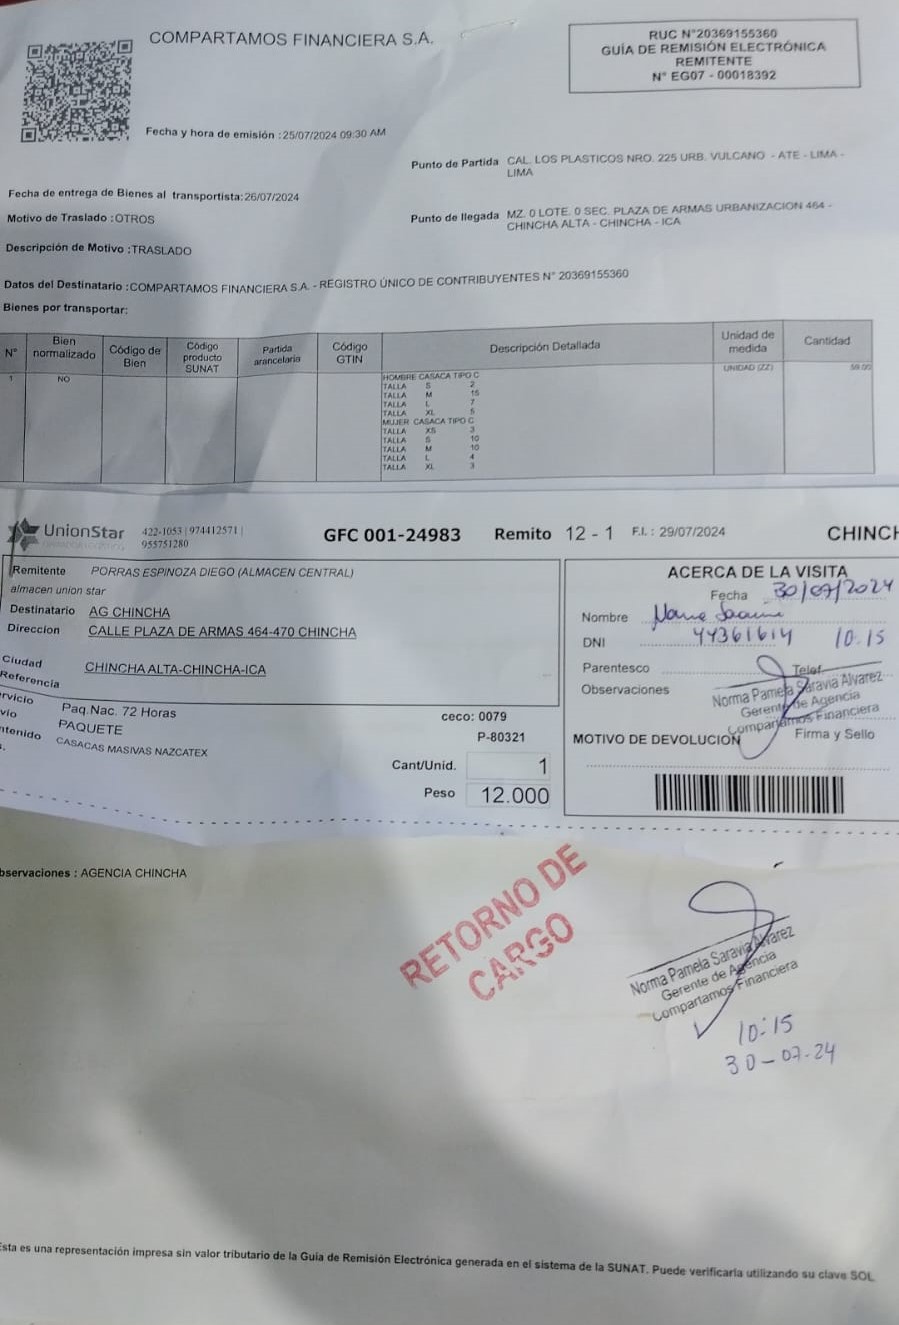 COMPARTAMOS FINANCIERA S.A.
RUC N°20369155360
GUÍA DE REMISIÓN ELECTRÓNICA
REMITENTE
N° EG07 - 00018392
Fecha y hora de emisión : 25/07/2024 09:30 AM
Punto de Partida CAL. LOS PLASTICOS NRO. 225 URB. VULCANO - ATE - LIMA -
LIMA
Fecha de entrega de Bienes al transportista: 26/07/2024
Motivo de Traslado : OTROS
Punto de llegada MZ. 0 LOTE. 0 SEC. PLAZA DE ARMAS URBANIZACION 464 -
CHINCHA ALTA - CHINCHA - ICA
Descripción de Motivo : TRASLADO
Datos del Destinatario : COMPARTAMOS FINANCIERA S.A. - REGISTRO ÚNICO DE CONTRIBUYENTES N° 20369155360
Bienes por transportar:
N° Bien normalizado Código de Bien Código producto SUNAT Partida arancelaria Código GTIN Descripción Detallada Unidad de medida Cantidad
1 NO HOMBRE CASACA TIPO C UNIDAD (ZZ) 59.00
TALLA S 2
TALLA M 15
TALLA L 7
TALLA XL 5
MUJER CASACA TIPO C
TALLA XS 3
TALLA S 10
TALLA M 10
TALLA L 4
TALLA XL 3
UnionStar 422-1053 | 974412571 |
955751280
GFC 001-24983 Remito 12 - 1 F.I. : 29/07/2024 CHINCH
Remitente PORRAS ESPINOZA DIEGO (ALMACEN CENTRAL)
almacen union star
Destinatario AG CHINCHA
Direccion CALLE PLAZA DE ARMAS 464-470 CHINCHA
Ciudad CHINCHA ALTA-CHINCHA-ICA
Referencia
rvicio Paq.Nac. 72 Horas
vio PAQUETE
ntenido CASACAS MASIVAS NAZCATEX
s.
ceco: 0079
P-80321
Cant/Unid. 1
Peso 12.000
ACERCA DE LA VISITA
Fecha 30/07/2024
Nombre
DNI 44361614 10:15
Parentesco Telef.
Observaciones
Norma Pamela Saravia Alvarez
Gerente de Agencia
Compartamos Financiera
MOTIVO DE DEVOLUCION Firma y Sello
bservaciones : AGENCIA CHINCHA
RETORNO DE
CARGO
Norma Pamela Saravia Alvarez
Gerente de Agencia
Compartamos Financiera
10:15
30-07-24
Esta es una representación impresa sin valor tributario de la Guía de Remisión Electrónica generada en el sistema de la SUNAT. Puede verificarla utilizando su clave SOL